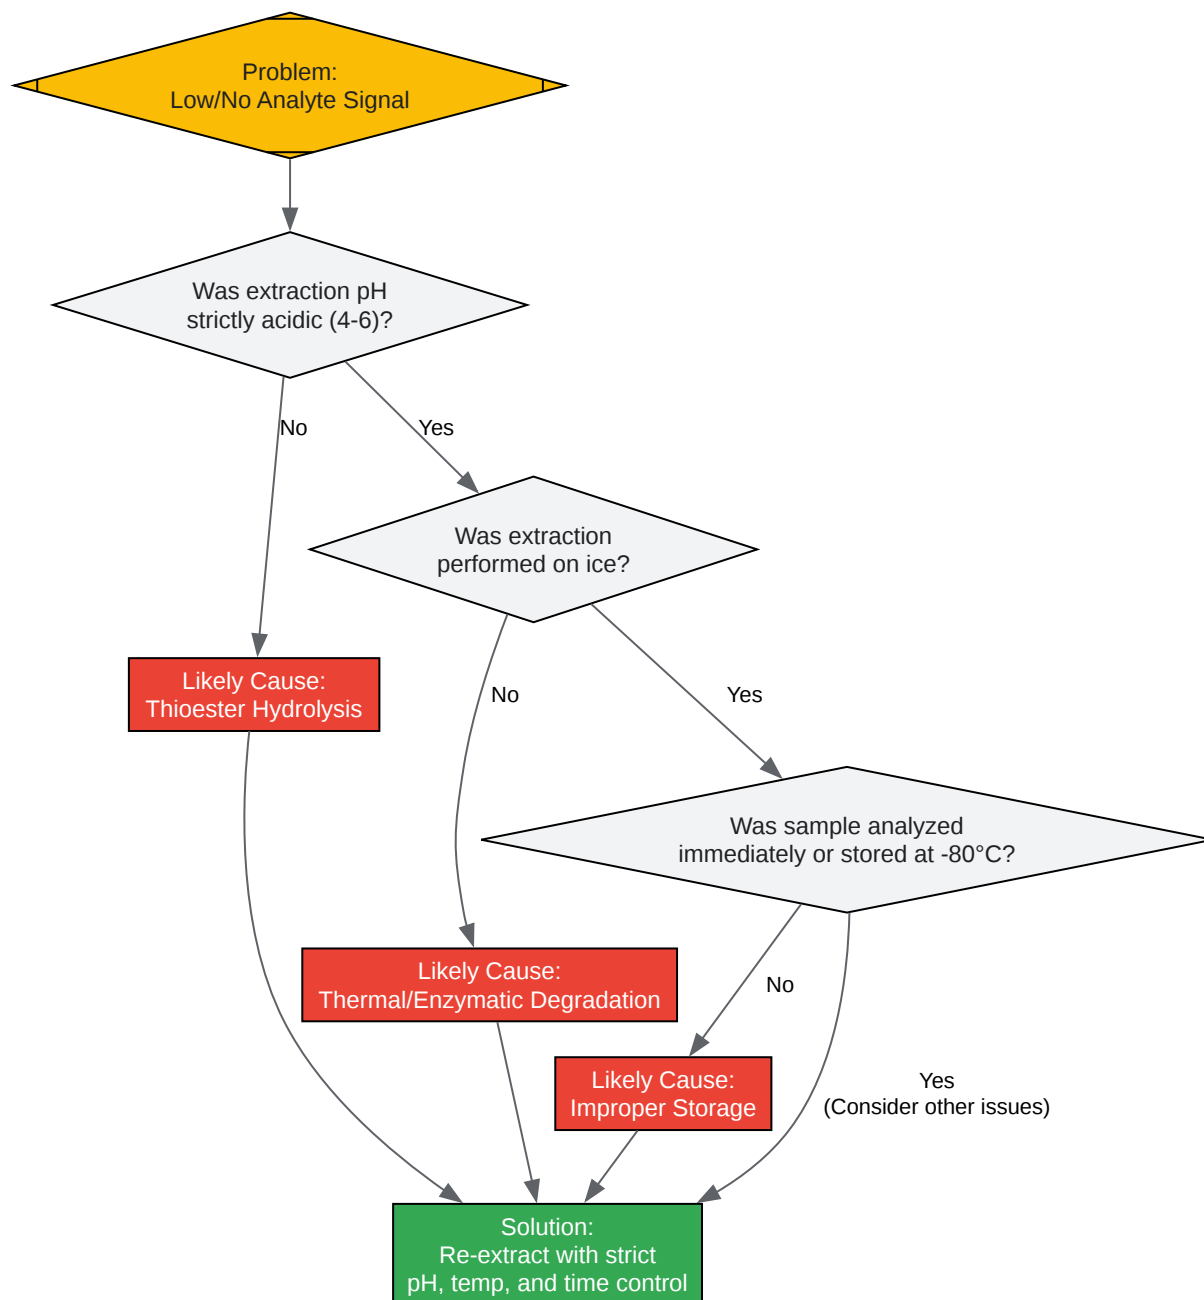 Problem:
Low/No Analyte Signal
Was extraction pH
strictly acidic (4-6)?
No
Yes
Was extraction
performed on ice?
Likely Cause:
Thioester Hydrolysis
No
Yes
Was sample analyzed
immediately or stored at -80°C?
Likely Cause:
Thermal/Enzymatic Degradation
No
Likely Cause:
Improper Storage
Yes
(Consider other issues)
Solution:
Re-extract with strict
pH, temp, and time control